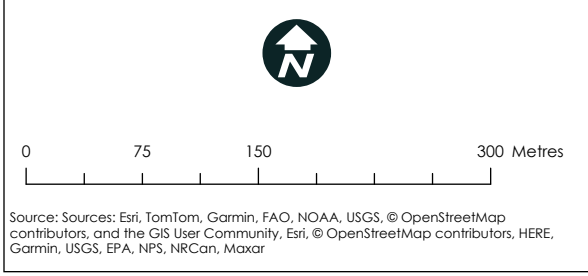 N
0 75 150 300 Metres
Source: Sources: Esri, TomTom, Garmin, FAO, NOAA, USGS, © OpenStreetMap
contributors, and the GIS User Community, Esri, © OpenStreetMap contributors, HERE,
Garmin, USGS, EPA, NPS, NRCan, Maxar